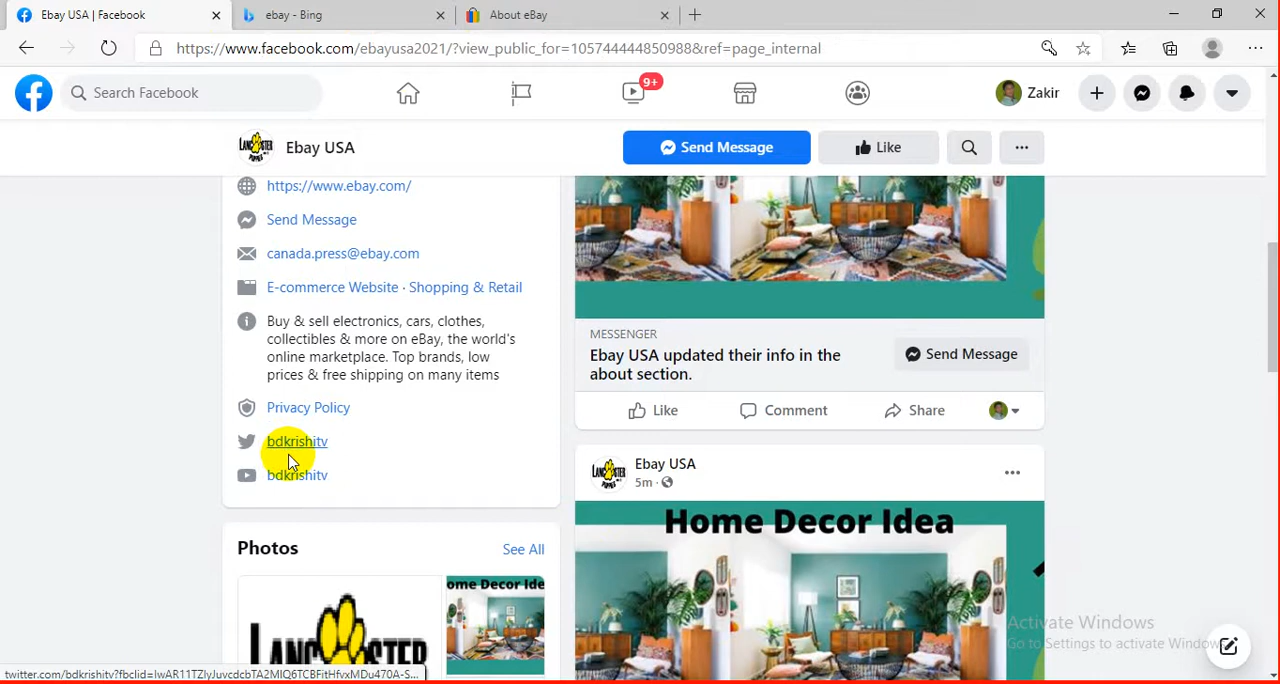 Ebay USA | Facebook
ebay - Bing
About eBay
https://www.facebook.com/ebayusa2021/?view_public_for=105744444850988&ref=page_internal
Search Facebook
9+
Zakir
Ebay USA
Send Message
Like
https://www.ebay.com/
Send Message
canada.press@ebay.com
E-commerce Website · Shopping & Retail
Buy & sell electronics, cars, clothes,
collectibles & more on eBay, the world's
online marketplace. Top brands, low
prices & free shipping on many items
Privacy Policy
bdkrishitv
bdkrishitv
Photos
See All
LANCASTER
ome Decor Ide
MESSENGER
Ebay USA updated their info in the
about section.
Send Message
Like
Comment
Share
Ebay USA
5m ·
Home Decor Idea
Activate Windows
Go to Settings to activate Windows